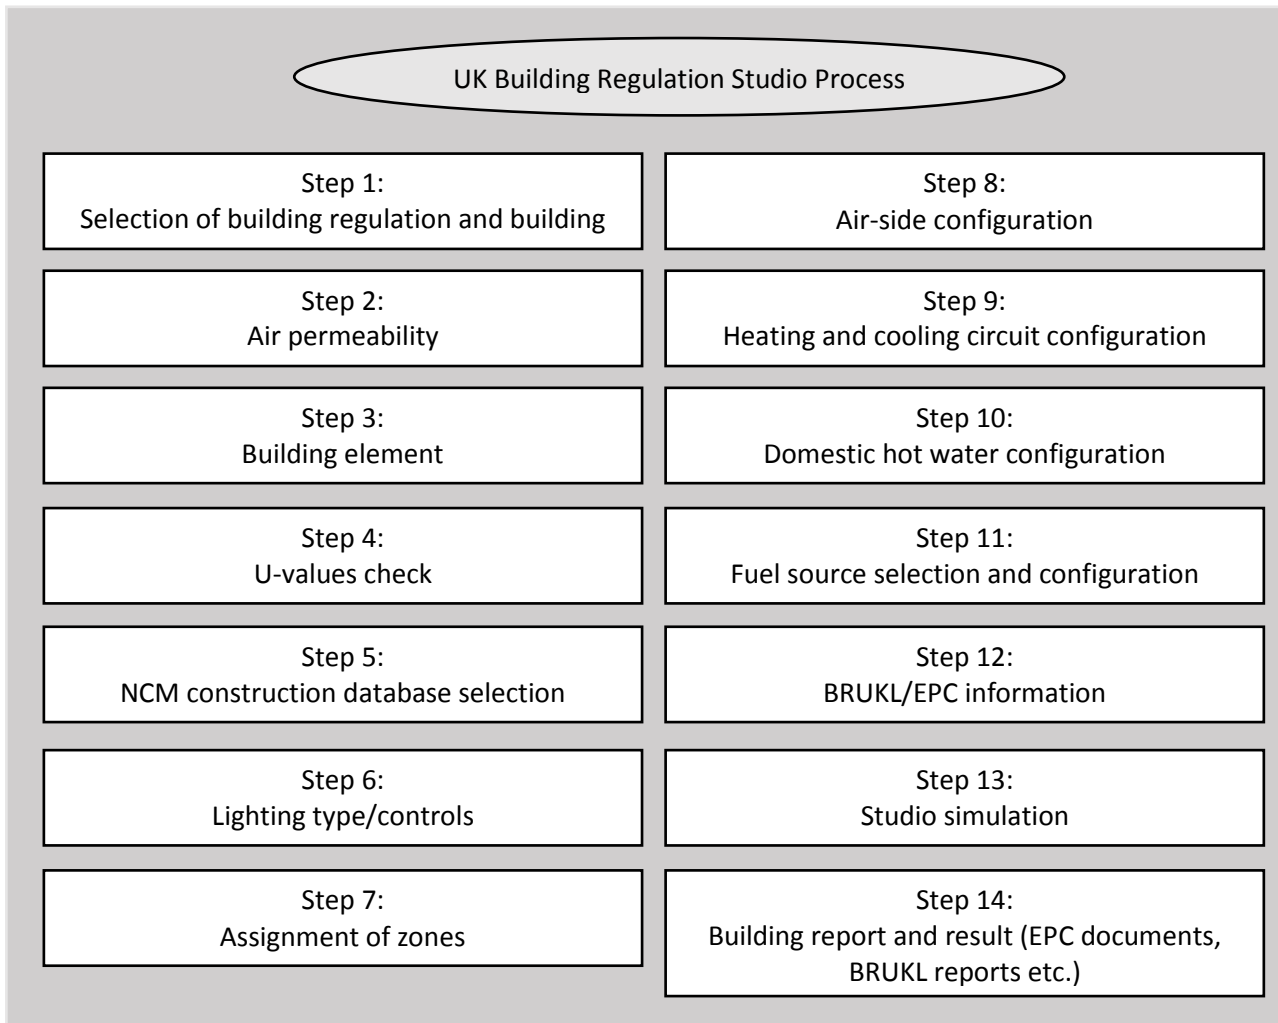 UK Building Regulation Studio Process
Step 1:
Selection of building regulation and building
Step 2:
Air permeability
Step 3:
Building element
Step 4:
U-values check
Step 5:
NCM construction database selection
Step 6:
Lighting type/controls
Step 7:
Assignment of zones
Step 8:
Air-side configuration
Step 9:
Heating and cooling circuit configuration
Step 10:
Domestic hot water configuration
Step 11:
Fuel source selection and configuration
Step 12:
BRUKL/EPC information
Step 13:
Studio simulation
Step 14:
Building report and result (EPC documents,
BRUKL reports etc.)